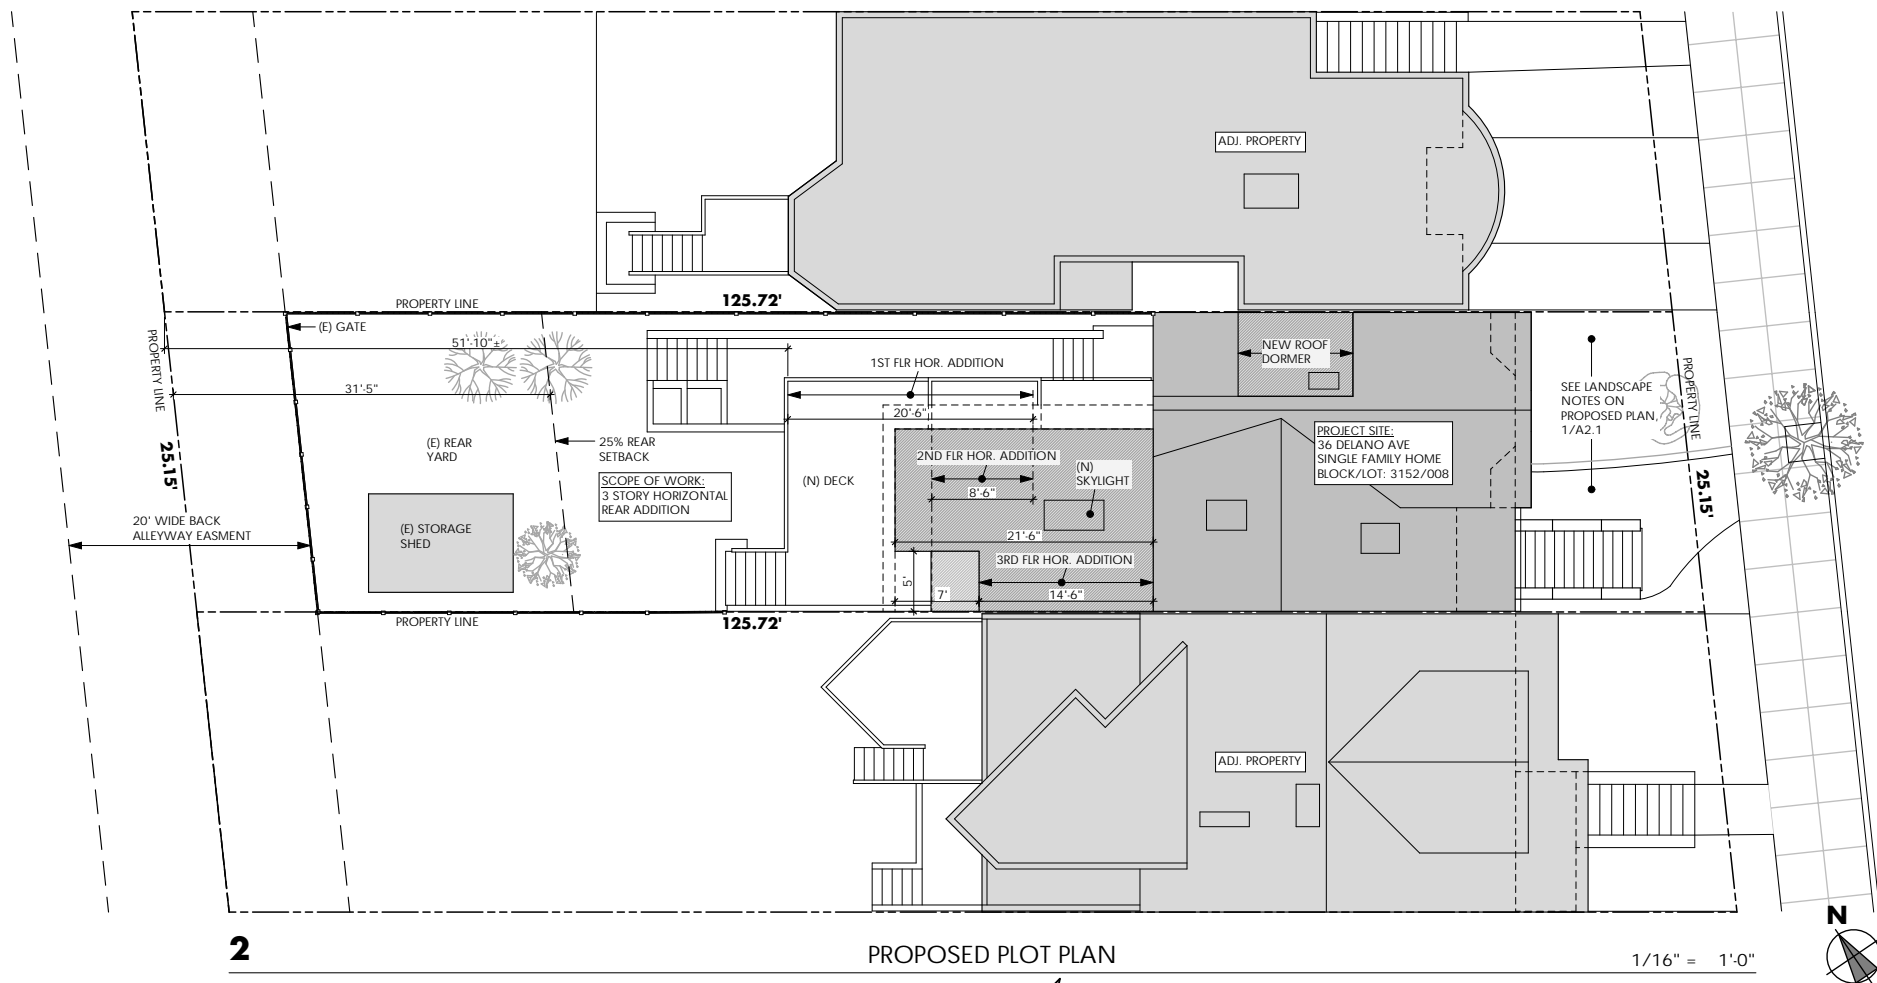 ADJ. PROPERTY
PROPERTY LINE
125.72'
(E) GATE
51'-10"±
31'-5"
PROPERTY LINE
25.15'
1ST FLR HOR. ADDITION
20'-6"
NEW ROOF
DORMER
SEE LANDSCAPE
NOTES ON
PROPOSED PLAN,
1/A2.1
PROPERTY LINE
25.15'
(E) REAR
YARD
25% REAR
SETBACK
SCOPE OF WORK:
3 STORY HORIZONTAL
REAR ADDITION
(N) DECK
2ND FLR HOR. ADDITION
8'-6"
(N)
SKYLIGHT
PROJECT SITE:
36 DELANO AVE
SINGLE FAMILY HOME
BLOCK/LOT: 3152/008
20' WIDE BACK
ALLEYWAY EASMENT
(E) STORAGE
SHED
21'-6"
3RD FLR HOR. ADDITION
5'
7'
14'-6"
PROPERTY LINE
125.72'
ADJ. PROPERTY
N
2
PROPOSED PLOT PLAN
1/16" = 1'-0"